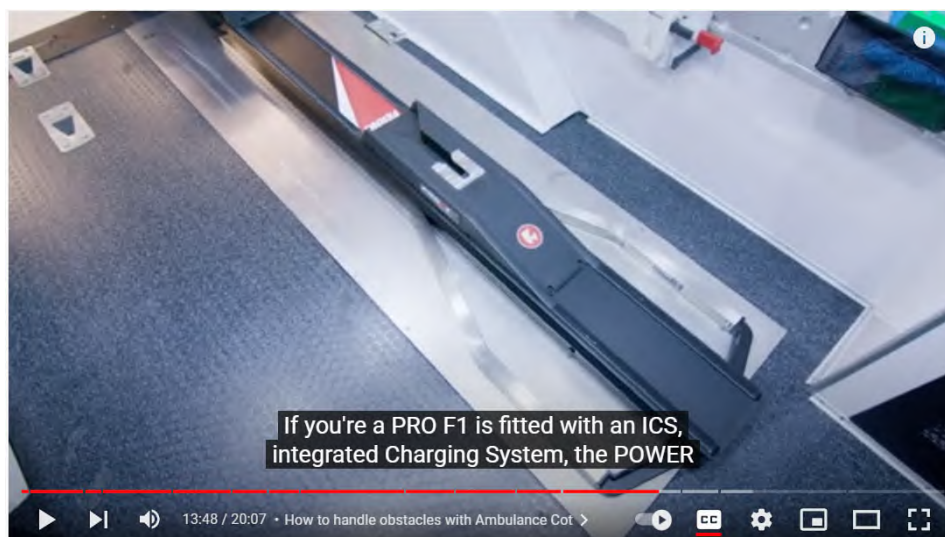 If you're a PRO F1 is fitted with an ICS,
integrated Charging System, the POWER
13:48 / 20:07 • How to handle obstacles with Ambulance Cot
CC